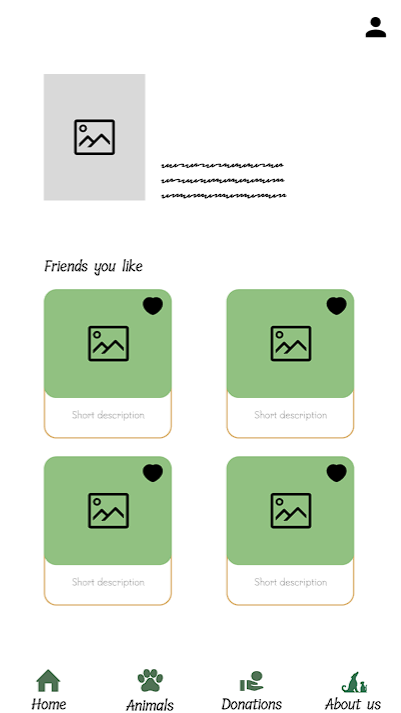 Friends you like
Short description
Short description
Short description
Short description
Home
Animals
Donations
About us